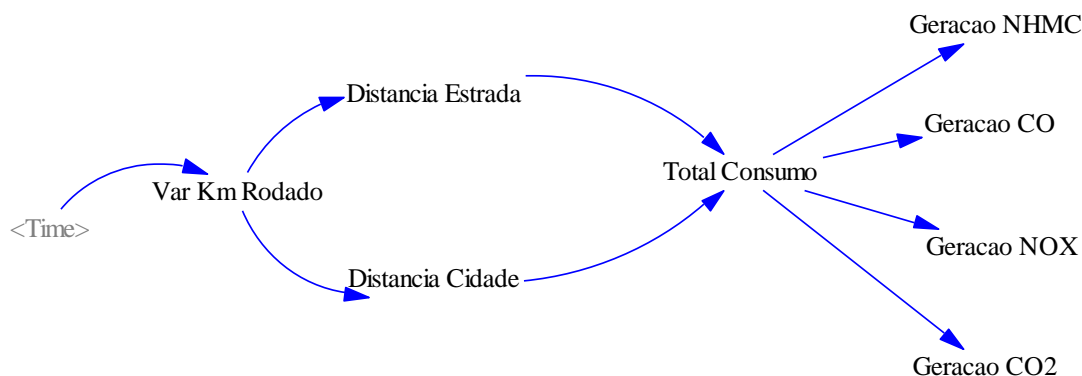 Geracao NHMC
Distancia Estrada
Geracao CO
Total Consumo
Var Km Rodado
<Time>
Geracao NOX
Distancia Cidade
Geracao CO2